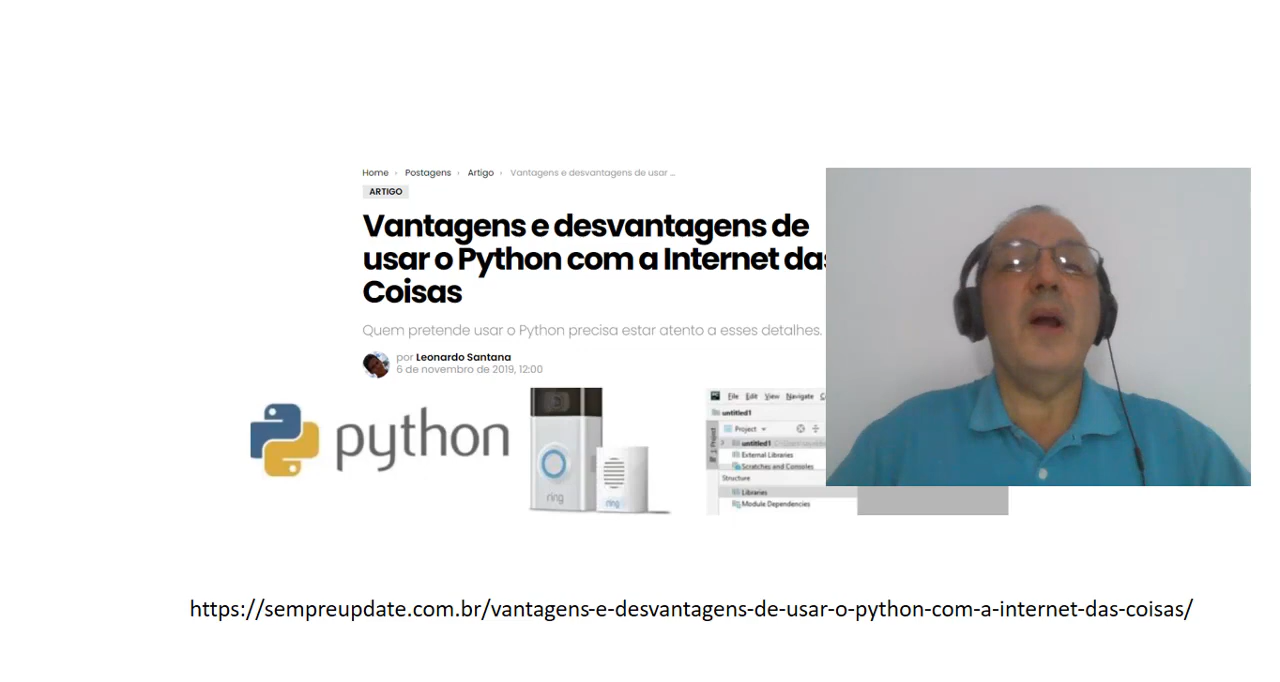 Home › Postagens › Artigo › Vantagens e desvantagens de usar ...
ARTIGO
Vantagens e desvantagens de
usar o Python com a Internet das
Coisas
Quem pretende usar o Python precisa estar atento a esses detalhes.
por Leonardo Santana
6 de novembro de 2019, 12:00
python
ring
ring
File Edit View Navigate
untitled1
Project
untitled1
External Libraries
Scratches and Consoles
Structure
Libraries
Module Dependencies
https://sempreupdate.com.br/vantagens-e-desvantagens-de-usar-o-python-com-a-internet-das-coisas/